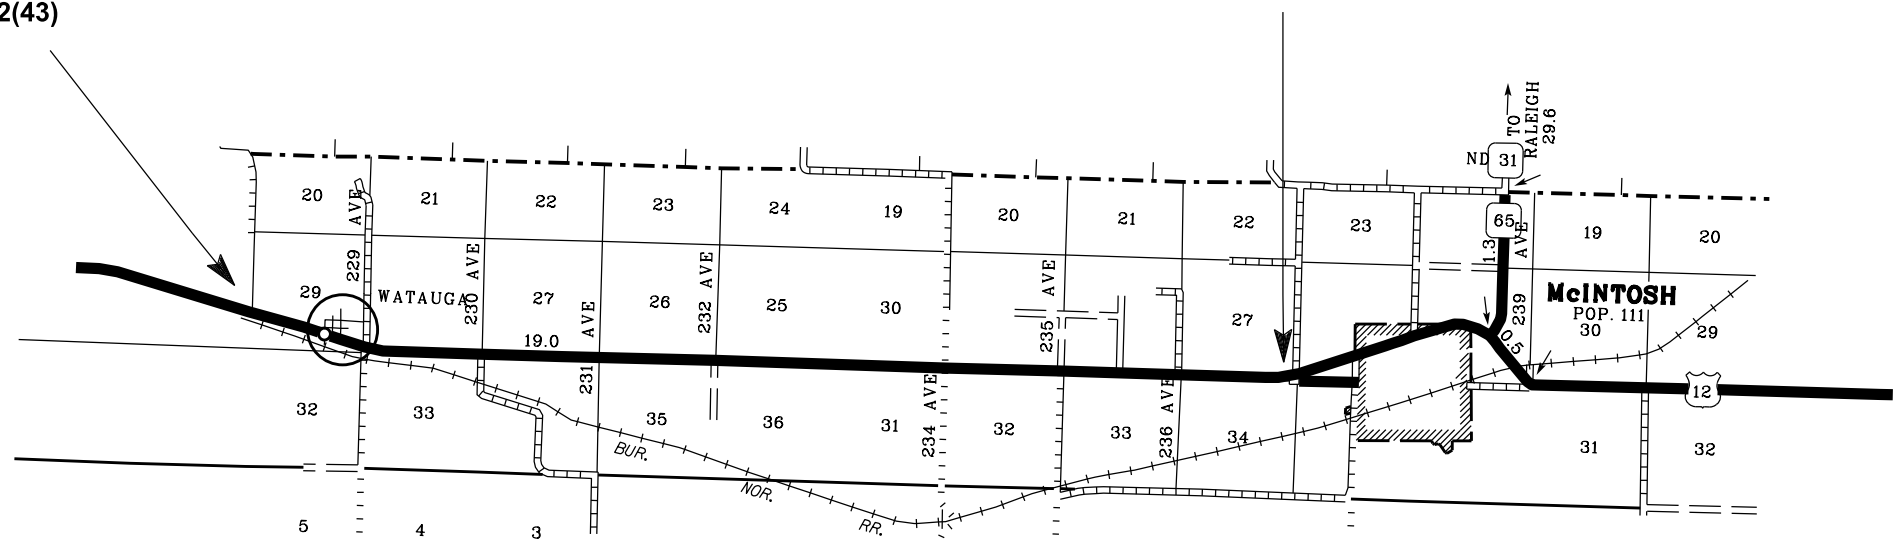 2(43)
TO
RALEIGH
29.6
ND 31
20
21
22
23
24
19
20
21
22
23
65
19
20
AVE
229
WATAUGA
230 AVE
AVE
231
232 AVE
AVE
235
234 AVE
236 AVE
1.3
AVE
239
29
27
26
25
30
27
McINTOSH
POP. 111
30
29
19.0
0.5
12
32
33
35
36
31
32
33
34
31
32
BUR.
NOR.
RR.
5
4
3